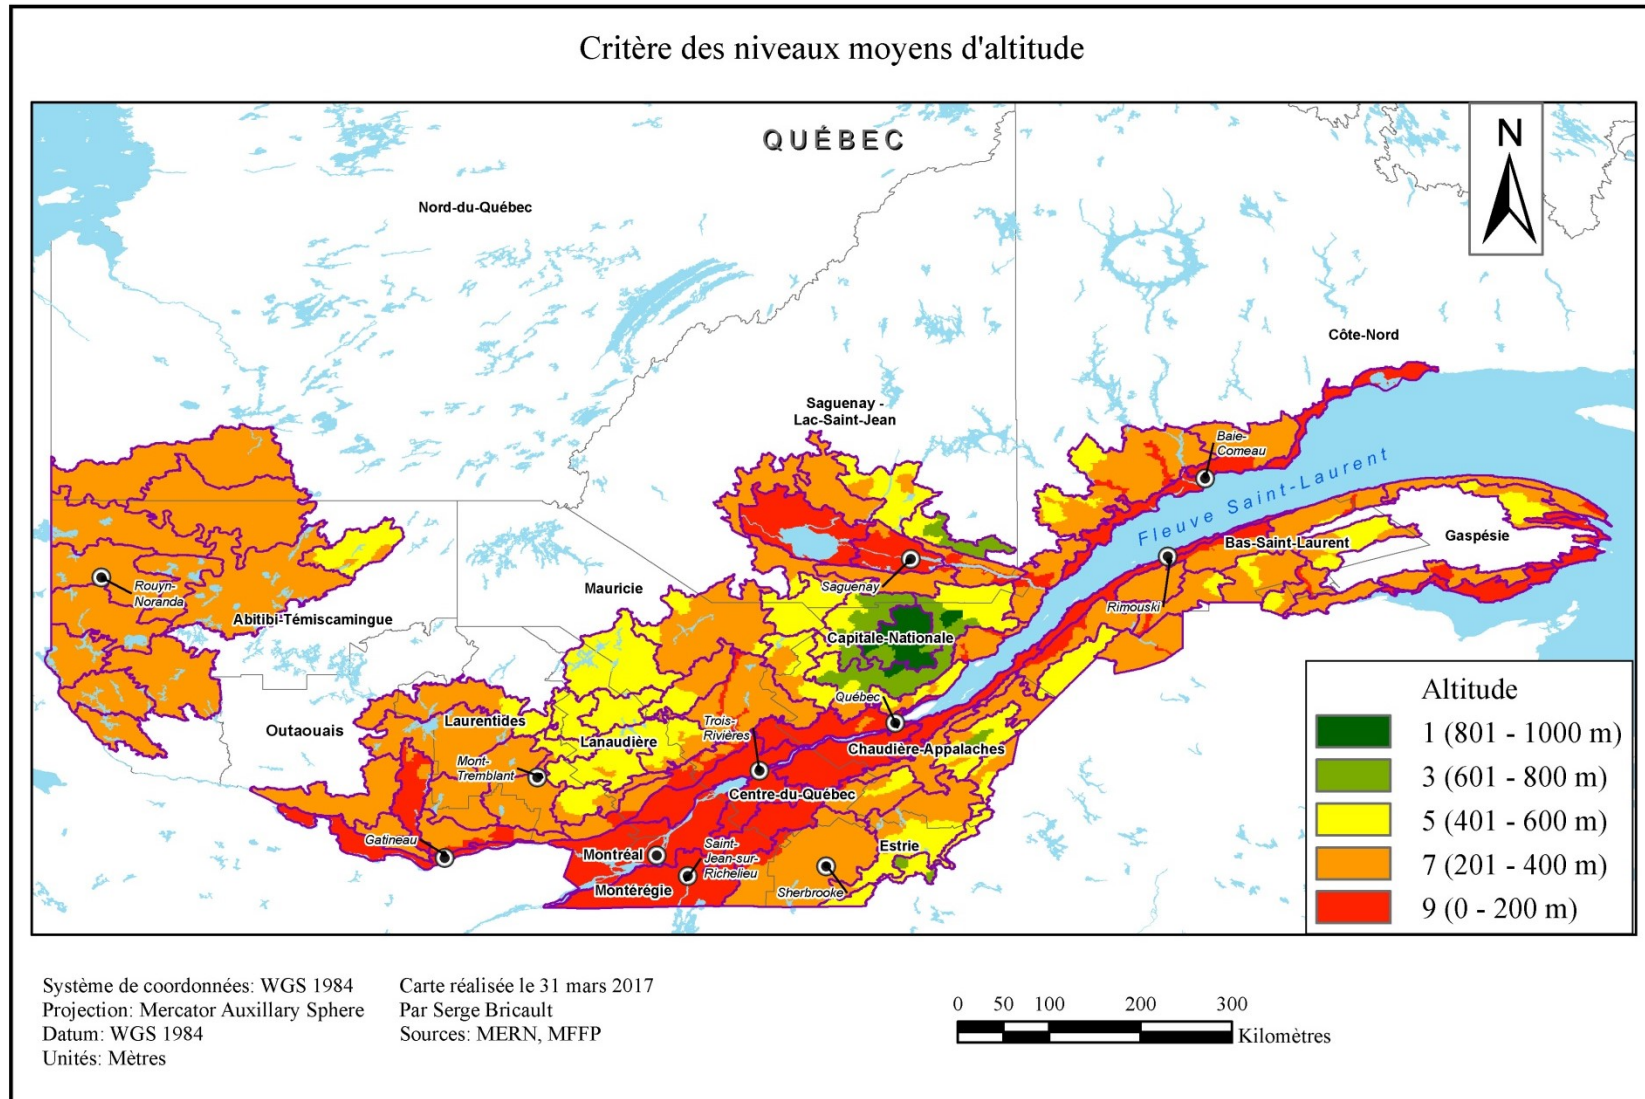 Critère des niveaux moyens d'altitude
QUÉBEC
N
Nord-du-Québec
Côte-Nord
Saguenay -
Lac-Saint-Jean
Baie-
Comeau
Fleuve Saint-Laurent
Bas-Saint-Laurent
Gaspésie
Rouyn-
Noranda
Mauricie
Saguenay
Rimouski
Abitibi-Témiscamingue
Capitale-Nationale
Québec
Outaouais
Laurentides
Lanaudière
Trois-
Rivières
Chaudière-Appalaches
Mont-
Tremblant
Centre-du-Québec
Gatineau
Montréal
Saint-
Jean-sur-
Richelieu
Estrie
Montérégie
Sherbrooke
Altitude
1 (801 - 1000 m)
3 (601 - 800 m)
5 (401 - 600 m)
7 (201 - 400 m)
9 (0 - 200 m)
Système de coordonnées: WGS 1984
Projection: Mercator Auxillary Sphere
Datum: WGS 1984
Unités: Mètres
Carte réalisée le 31 mars 2017
Par Serge Bricault
Sources: MERN, MFFP
0 50 100 200 300
Kilomètres